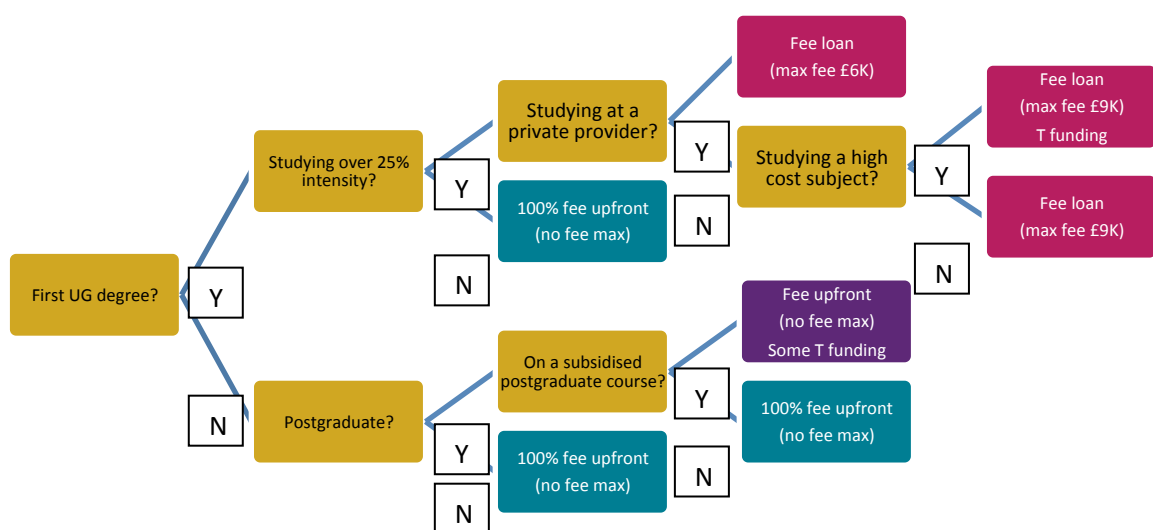 First UG degree?
Y
N
Studying over 25%
intensity?
Y
N
Studying at a
private provider?
Y
N
Fee loan
(max fee £6K)
Studying a high
cost subject?
Y
N
Fee loan
(max fee £9K)
T funding
Fee loan
(max fee £9K)
100% fee upfront
(no fee max)
Postgraduate?
Y
N
On a subsidised
postgraduate course?
Y
N
Fee upfront
(no fee max)
Some T funding
100% fee upfront
(no fee max)
100% fee upfront
(no fee max)